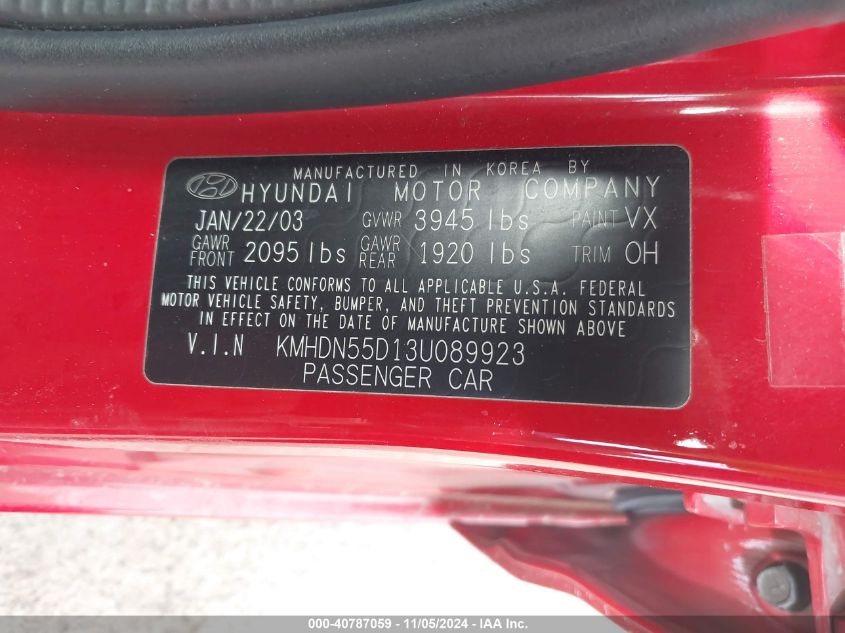 MANUFACTURED IN KOREA BY
HYUNDAI MOTOR COMPANY
JAN/22/03 GVWR 3945 lbs PAINT VX
GAWR FRONT 2095 lbs GAWR REAR 1920 lbs TRIM OH
THIS VEHICLE CONFORMS TO ALL APPLICABLE U.S.A. FEDERAL
MOTOR VEHICLE SAFETY, BUMPER, AND THEFT PREVENTION STANDARDS
IN EFFECT ON THE DATE OF MANUFACTURE SHOWN ABOVE
V.I.N KMHDN55D13U089923
PASSENGER CAR
000-40787059 - 11/05/2024 - IAA Inc.